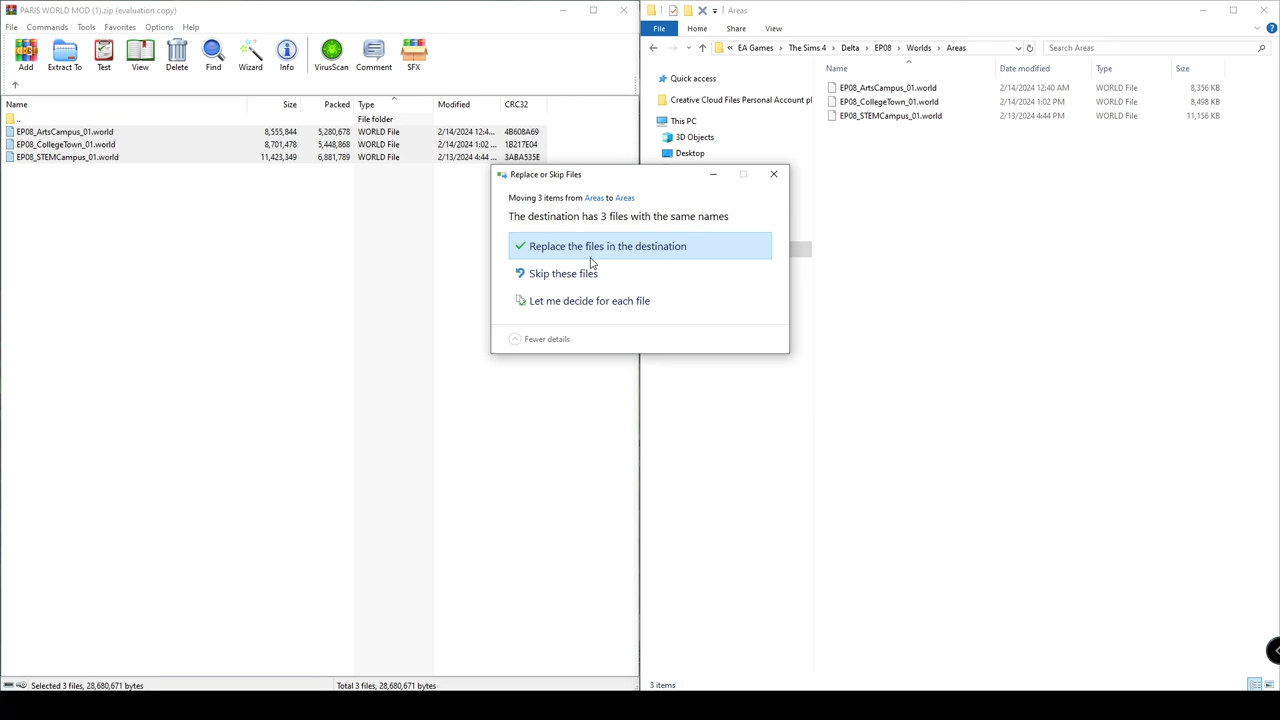 PARIS WORLD MOD (1).zip (evaluation copy)
File Commands Tools Favorites Options Help
Add Extract To Test View Delete Find Wizard Info VirusScan Comment SFX
Name Size Packed Type Modified CRC32
.. File folder
EP08_ArtsCampus_01.world 8,555,844 5,280,678 WORLD File 2/14/2024 12:4... 4B608A69
EP08_CollegeTown_01.world 8,701,478 5,448,868 WORLD File 2/14/2024 1:02 ... 1B217E04
EP08_STEMCampus_01.world 11,423,349 6,881,789 WORLD File 2/13/2024 4:44 ... 3ABA535E
Selected 3 files, 28,680,671 bytes
Total 3 files, 28,680,671 bytes
Areas
File Home Share View
« EA Games › The Sims 4 › Delta › EP08 › Worlds › Areas
Search Areas
Quick access
Creative Cloud Files Personal Account pl
This PC
3D Objects
Desktop
Name Date modified Type Size
EP08_ArtsCampus_01.world 2/14/2024 12:40 AM WORLD File 8,356 KB
EP08_CollegeTown_01.world 2/14/2024 1:02 PM WORLD File 8,498 KB
EP08_STEMCampus_01.world 2/13/2024 4:44 PM WORLD File 11,156 KB
3 items
Replace or Skip Files
Moving 3 items from Areas to Areas
The destination has 3 files with the same names
Replace the files in the destination
Skip these files
Let me decide for each file
Fewer details